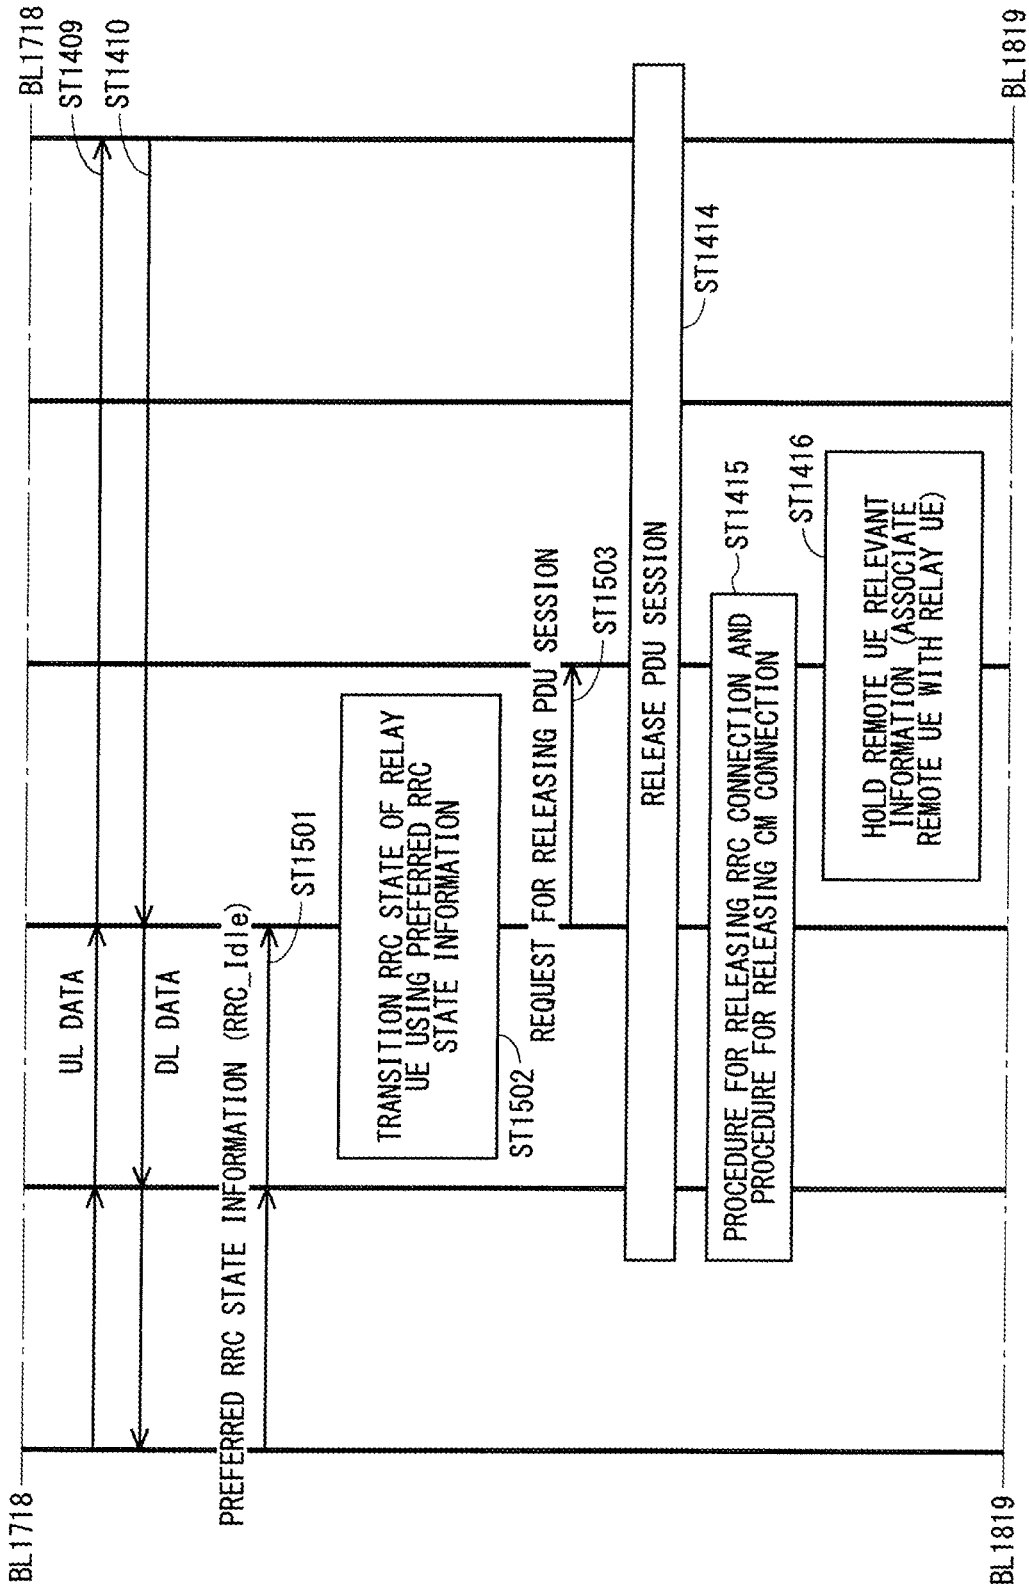 BL1718
BL1718
ST1409
UL DATA
ST1410
DL DATA
PREFERRED RRC STATE INFORMATION (RRC_Idle)
ST1501
TRANSITION RRC STATE OF RELAY
UE USING PREFERRED RRC
STATE INFORMATION
ST1502
REQUEST FOR RELEASING PDU SESSION
ST1503
RELEASE PDU SESSION
ST1414
PROCEDURE FOR RELEASING RRC CONNECTION AND
PROCEDURE FOR RELEASING CM CONNECTION
ST1415
ST1416
HOLD REMOTE UE RELEVANT
INFORMATION (ASSOCIATE
REMOTE UE WITH RELAY UE)
BL1819
BL1819